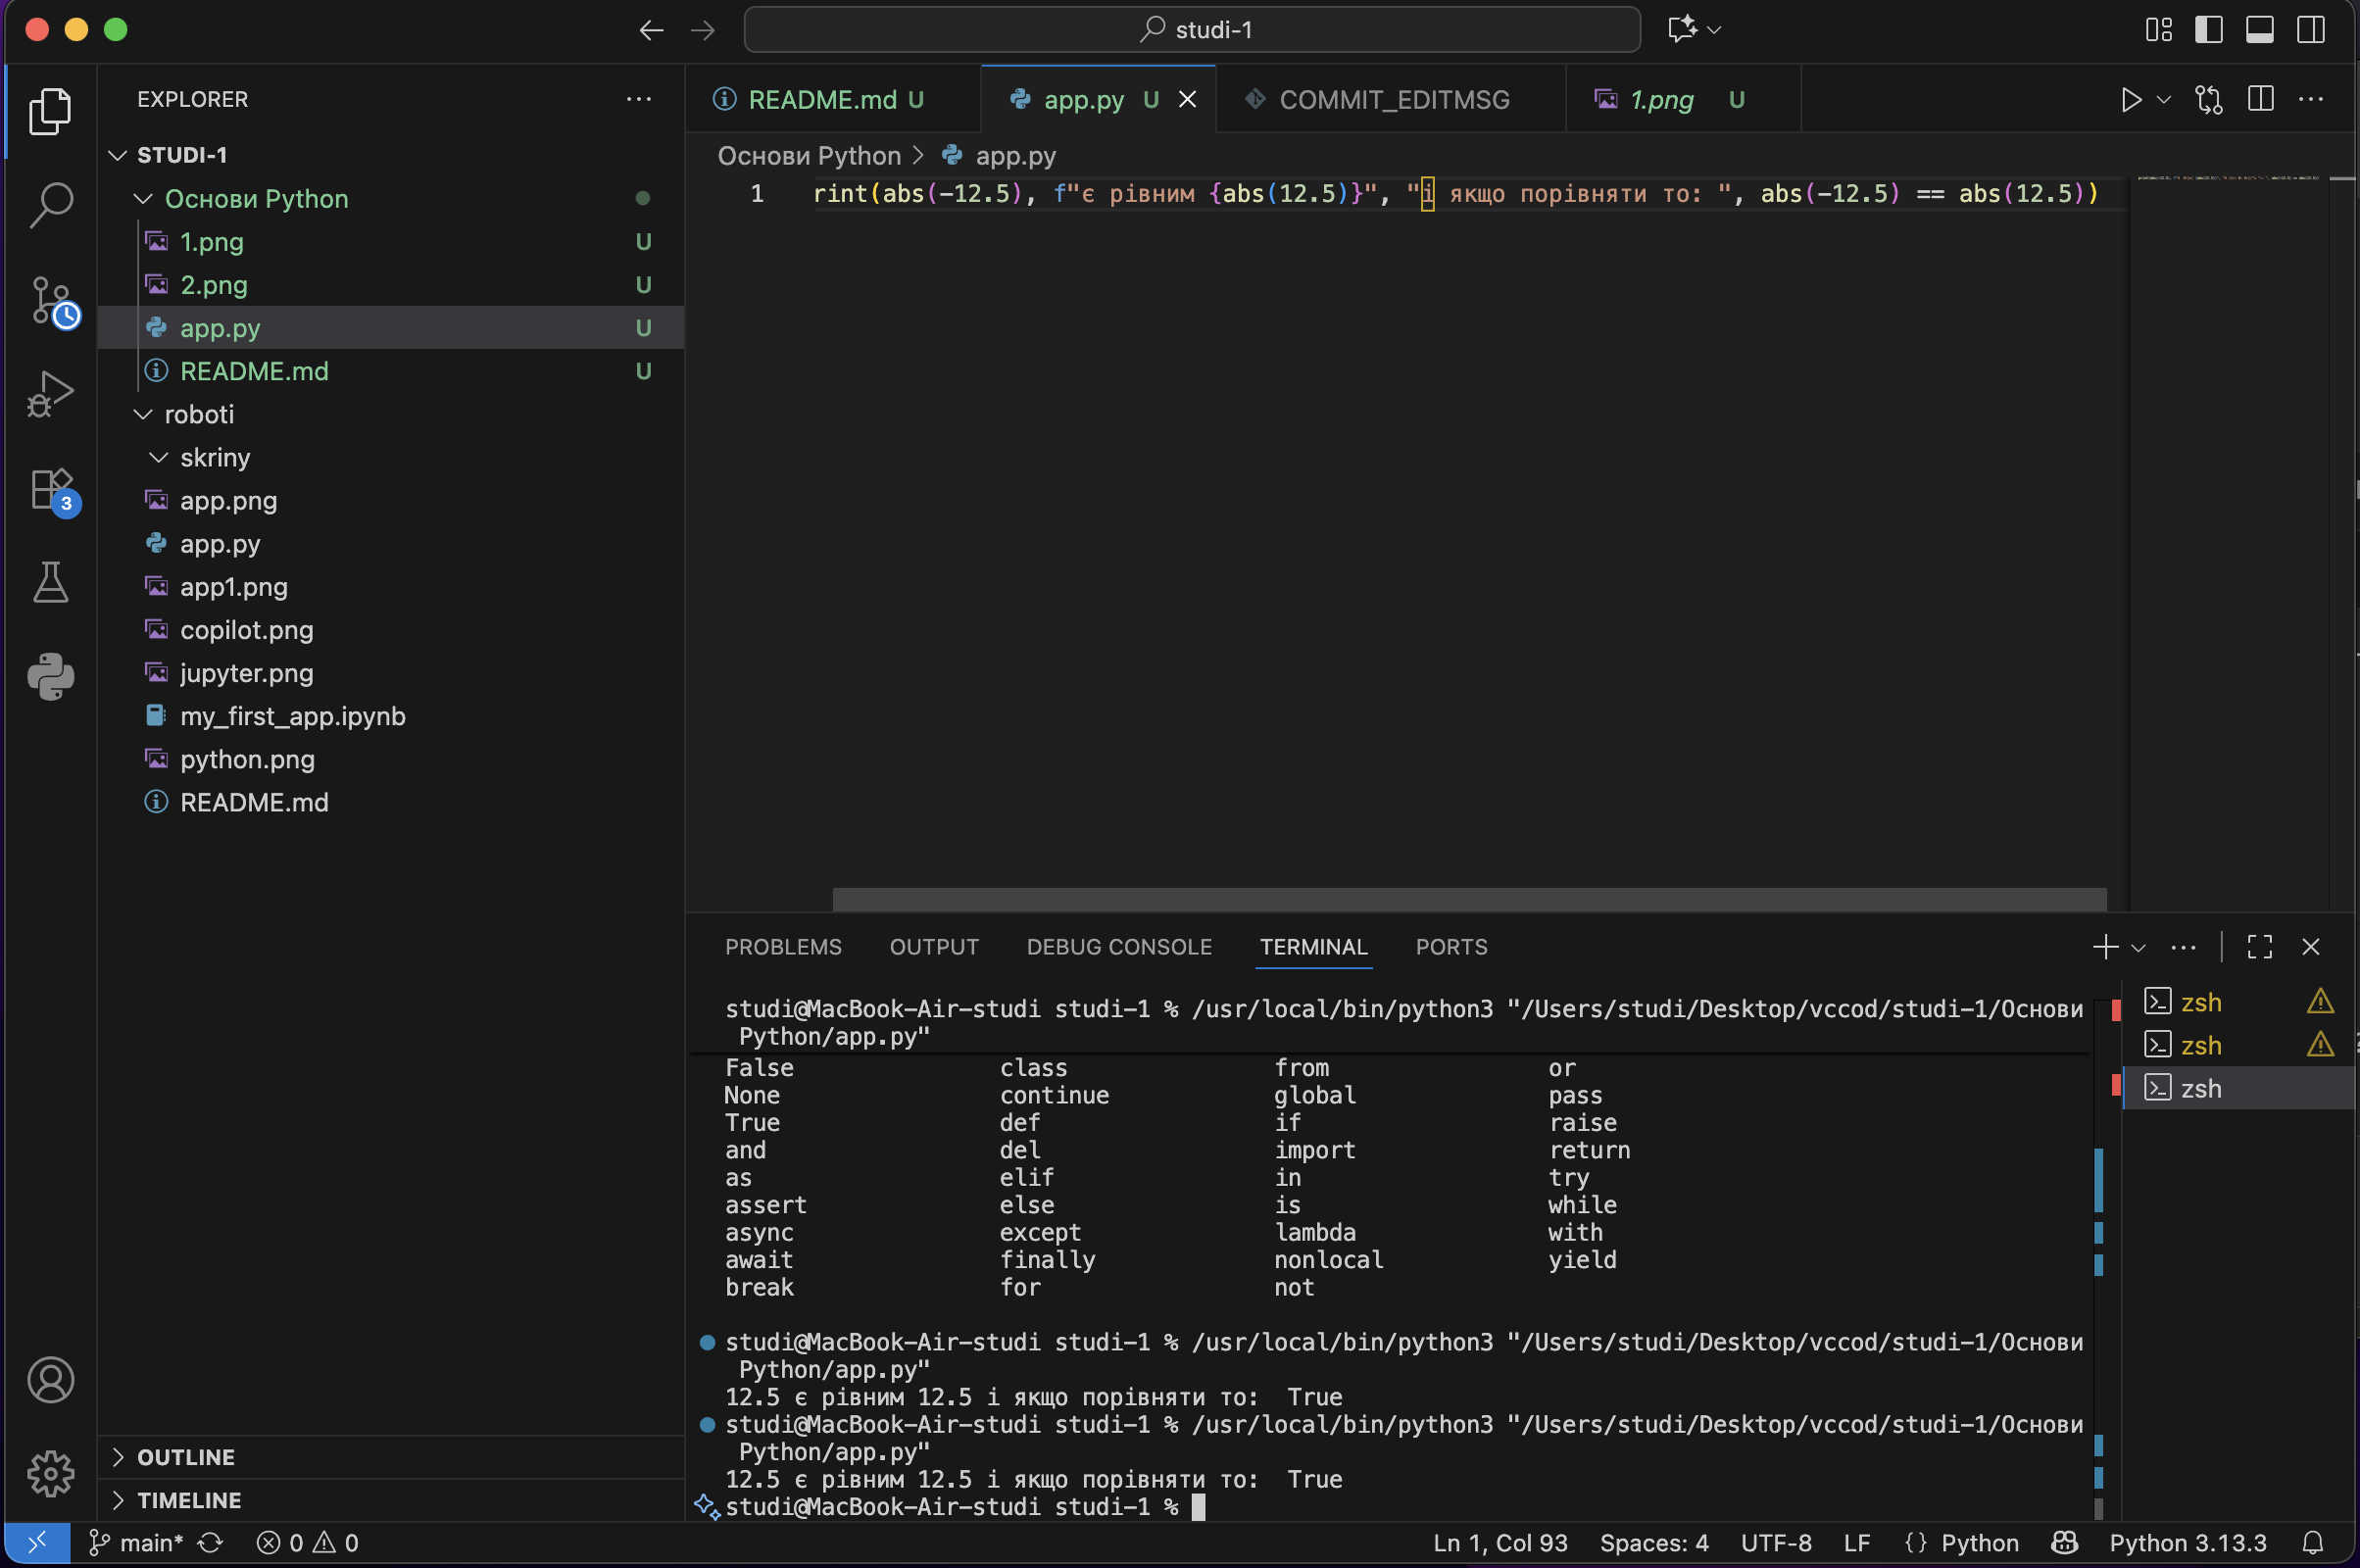 studi-1
EXPLORER
STUDI-1
Основи Python
1.png U
2.png U
app.py U
README.md U
roboti
skriny
app.png
app.py
app1.png
copilot.png
jupyter.png
my_first_app.ipynb
python.png
README.md
OUTLINE
TIMELINE
3
README.md U
app.py U
COMMIT_EDITMSG
1.png U
Основи Python > app.py
1 rint(abs(-12.5), f"є рівним {abs(12.5)}", "і якщо порівняти то: ", abs(-12.5) == abs(12.5))
PROBLEMS OUTPUT DEBUG CONSOLE TERMINAL PORTS
studi@MacBook-Air-studi studi-1 % /usr/local/bin/python3 "/Users/studi/Desktop/vccod/studi-1/Основи
Python/app.py"
False class from or
None continue global pass
True def if raise
and del import return
as elif in try
assert else is while
async except lambda with
await finally nonlocal yield
break for not
studi@MacBook-Air-studi studi-1 % /usr/local/bin/python3 "/Users/studi/Desktop/vccod/studi-1/Основи
Python/app.py"
12.5 є рівним 12.5 і якщо порівняти то:  True
studi@MacBook-Air-studi studi-1 % /usr/local/bin/python3 "/Users/studi/Desktop/vccod/studi-1/Основи
Python/app.py"
12.5 є рівним 12.5 і якщо порівняти то:  True
studi@MacBook-Air-studi studi-1 %
zsh
zsh
zsh
main* 0 0 Ln 1, Col 93 Spaces: 4 UTF-8 LF {} Python Python 3.13.3